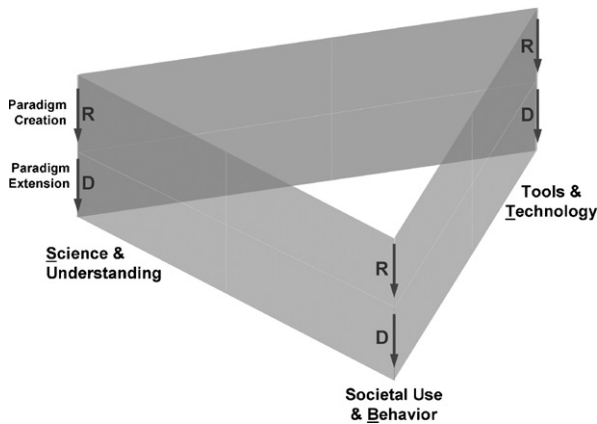 R
Paradigm
Creation
R
D
Paradigm
Extension
D
Tools &
Technology
Science &
Understanding
R
D
Societal Use
& Behavior